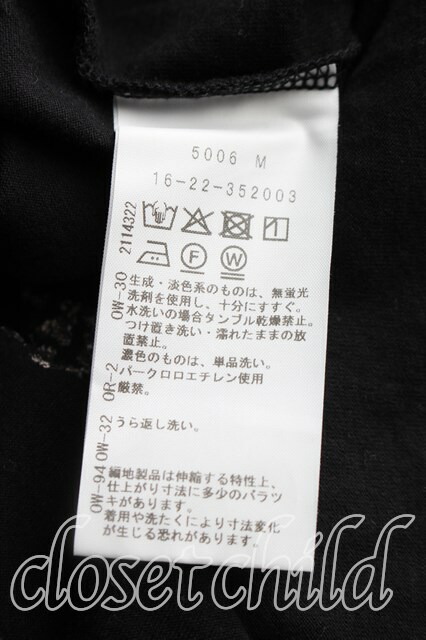 5006 M
16-22-352003
2114322
F W
OW-30 生成・淡色系のものは、無蛍光
洗剤を使用し、十分にすすぐ。
水洗いの場合タンブル乾燥禁止。
つけ置き洗い・濡れたままの放
直禁止。
濃色のものは、単品洗い。
OR-2 パークロロエチレン使用
厳禁。
OW-32 うら返し洗い。
OW-94 編地製品は伸縮する特性上、
仕上がり寸法に多少のバラツ
キがあります。
着用や洗たくにより寸法変化
が生じる恐れがあります。
closet child